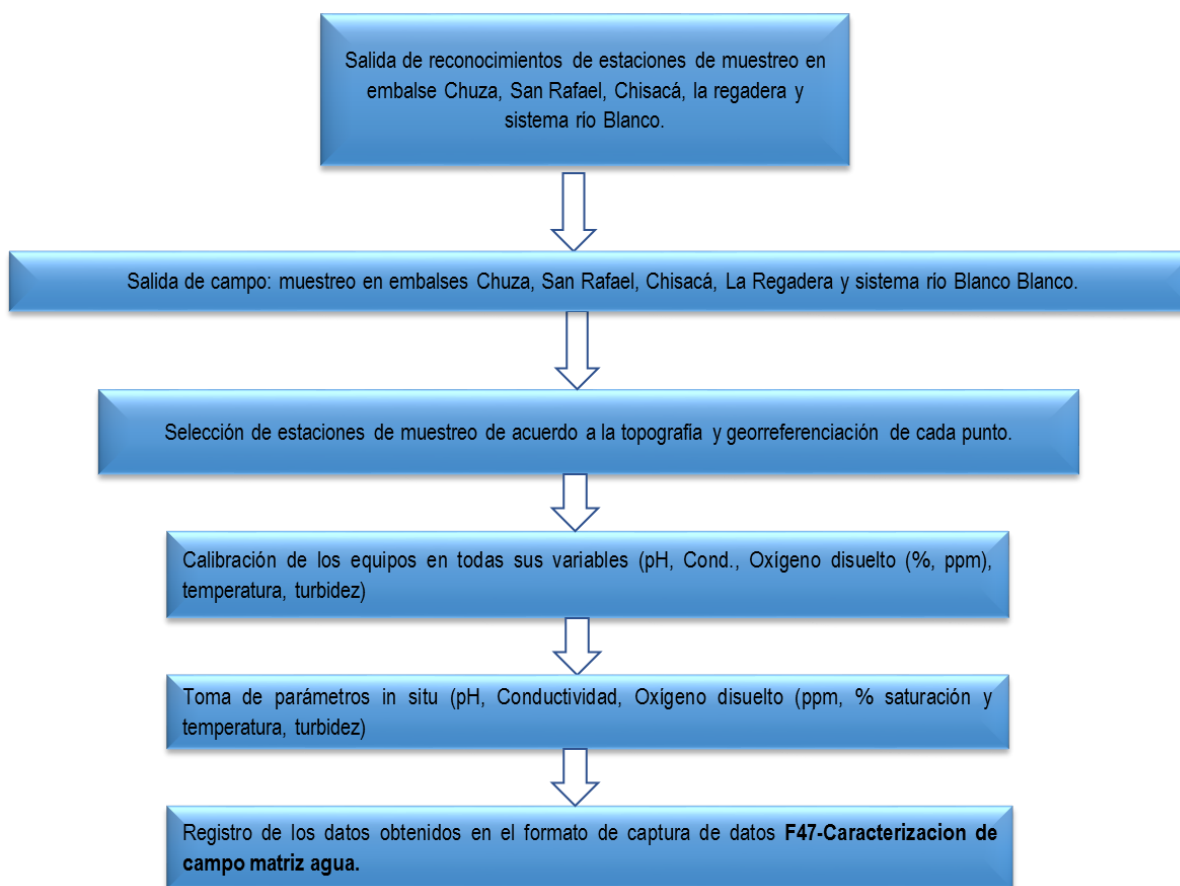 Salida de reconocimientos de estaciones de muestreo en
embalse Chuza, San Rafael, Chisacá, la regadera y
sistema río Blanco.
Salida de campo: muestreo en embalses Chuza, San Rafael, Chisacá, La Regadera y sistema río Blanco Blanco.
Selección de estaciones de muestreo de acuerdo a la topografía y georreferenciación de cada punto.
Calibración de los equipos en todas sus variables (pH, Cond., Oxígeno disuelto (%, ppm),
temperatura, turbidez)
Toma de parámetros in situ (pH, Conductividad, Oxígeno disuelto (ppm, % saturación y
temperatura, turbidez)
Registro de los datos obtenidos en el formato de captura de datos F47-Caracterizacion de
campo matriz agua.